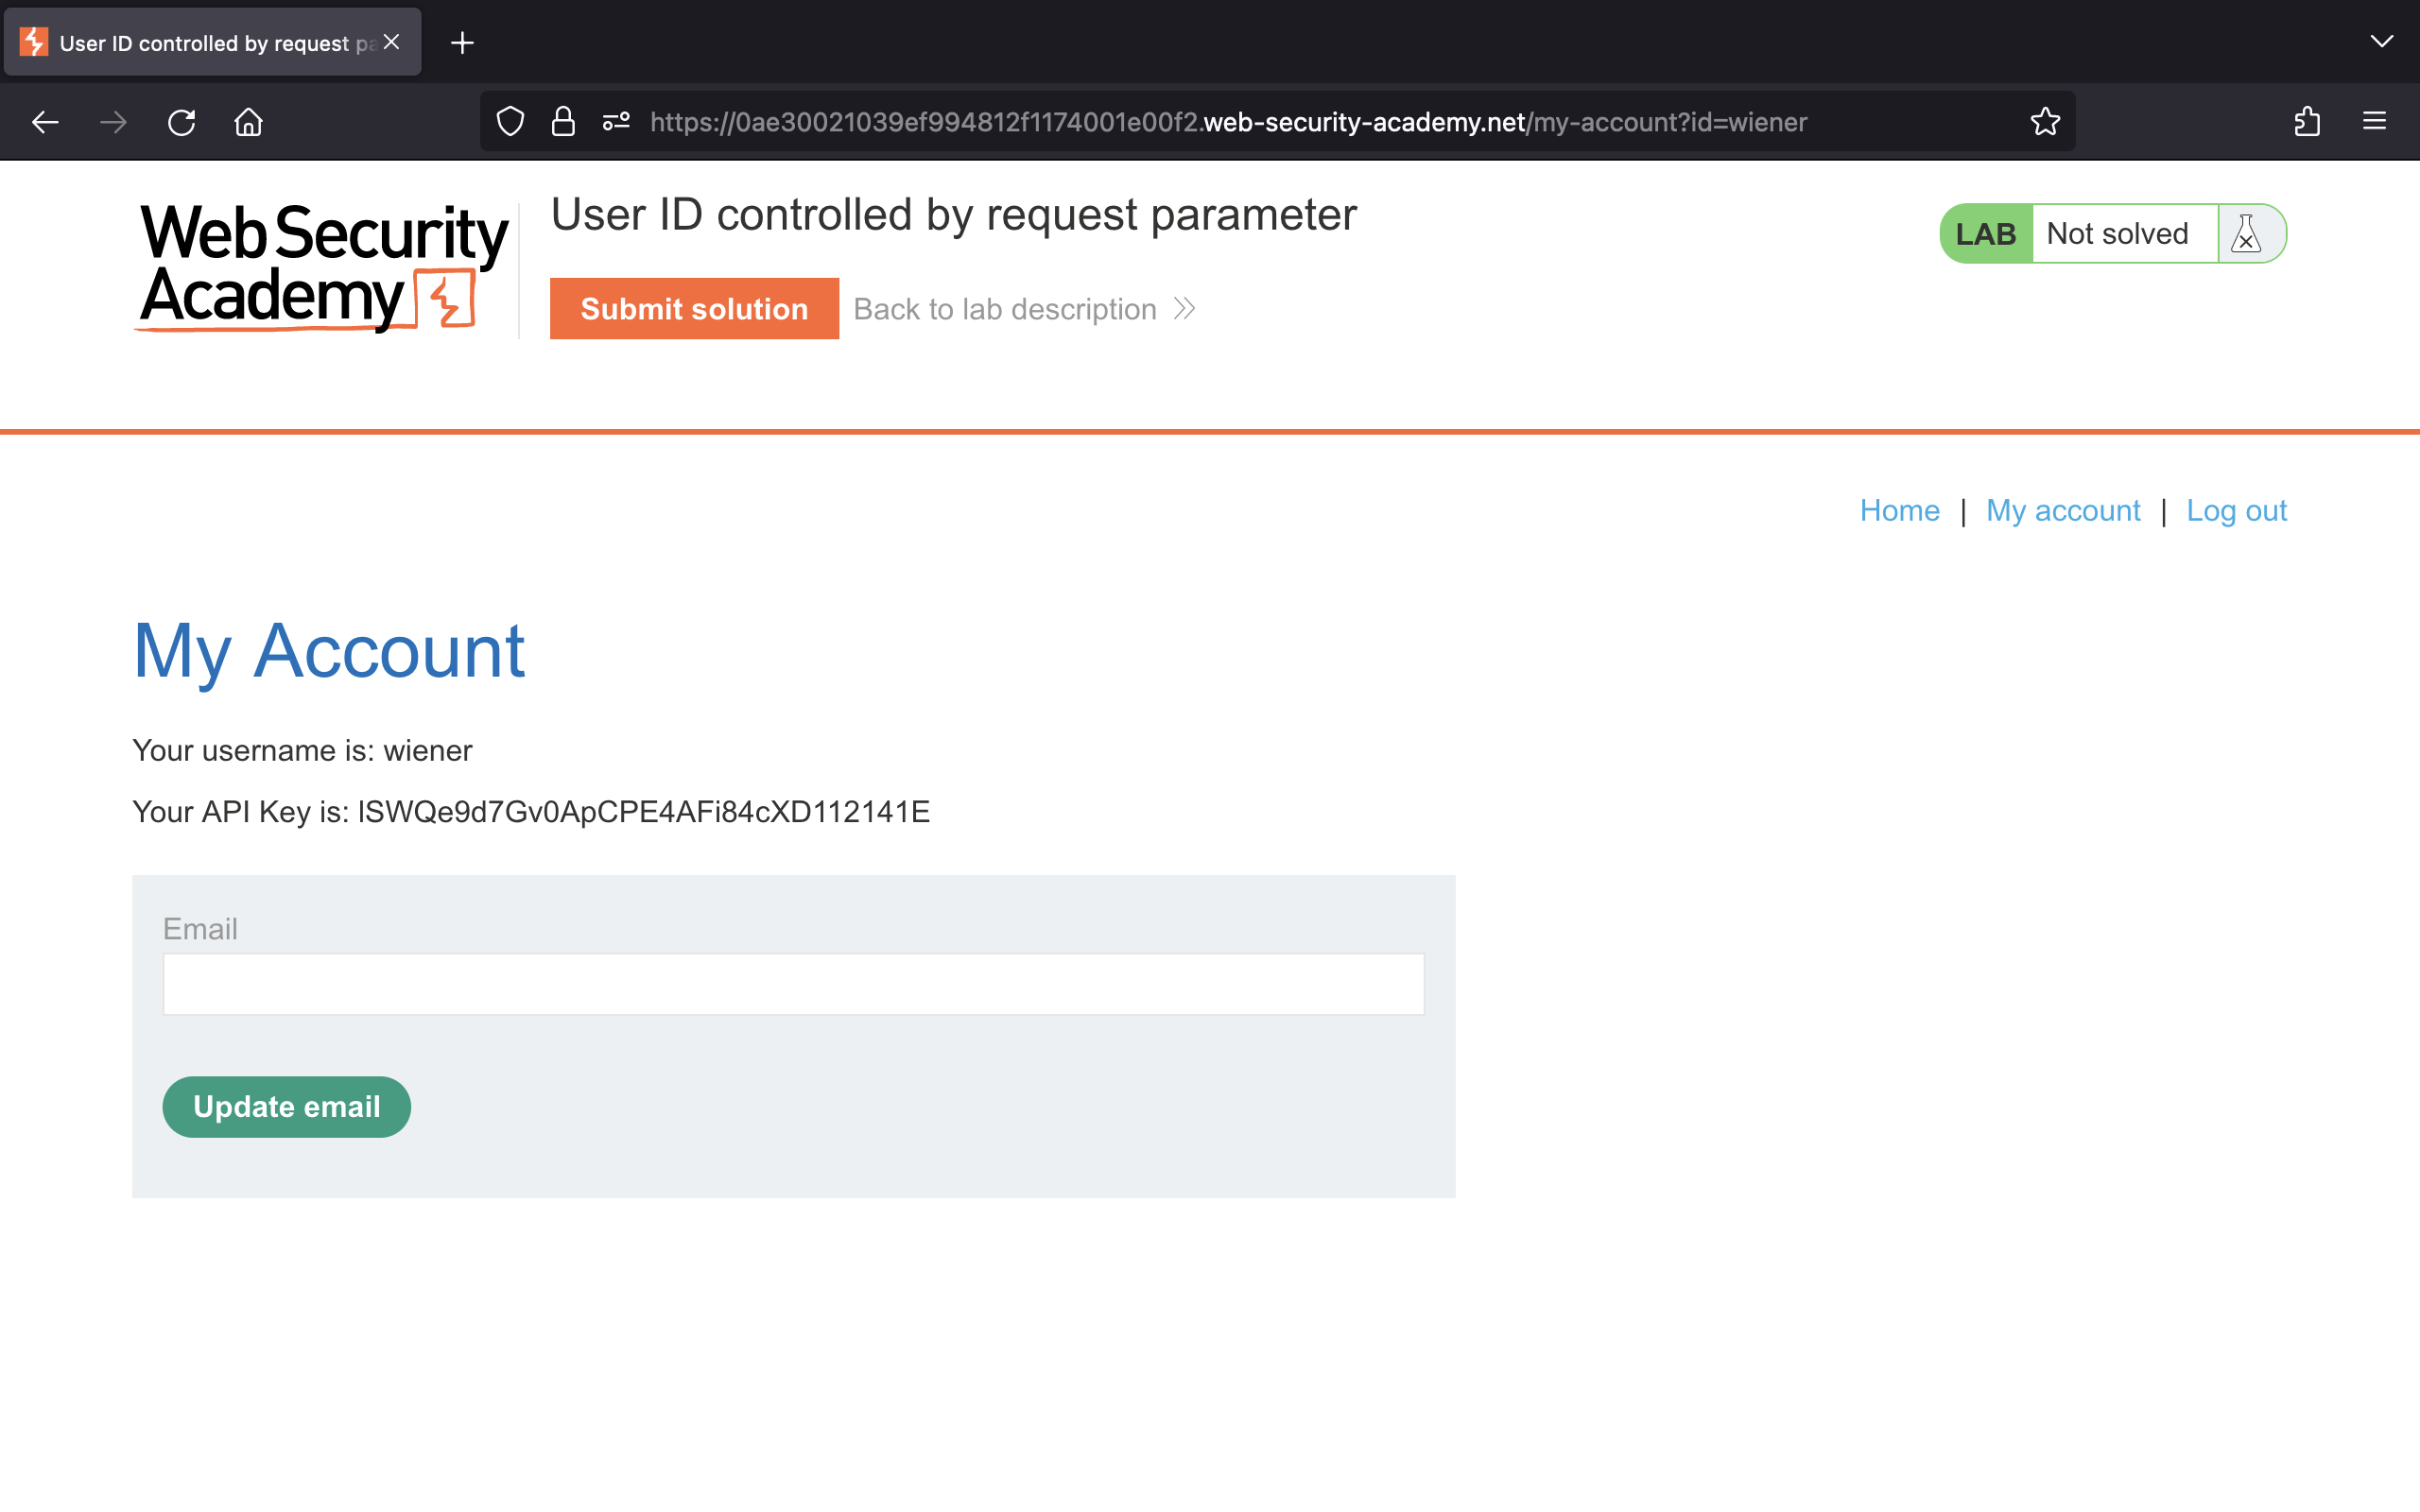 User ID controlled by request pa
https://0ae30021039ef994812f1174001e00f2.web-security-academy.net/my-account?id=wiener
Web Security
Academy
User ID controlled by request parameter
LAB Not solved
Submit solution Back to lab description
Home | My account | Log out
My Account
Your username is: wiener
Your API Key is: lSWQe9d7Gv0ApCPE4AFi84cXD112141E
Email
Update email